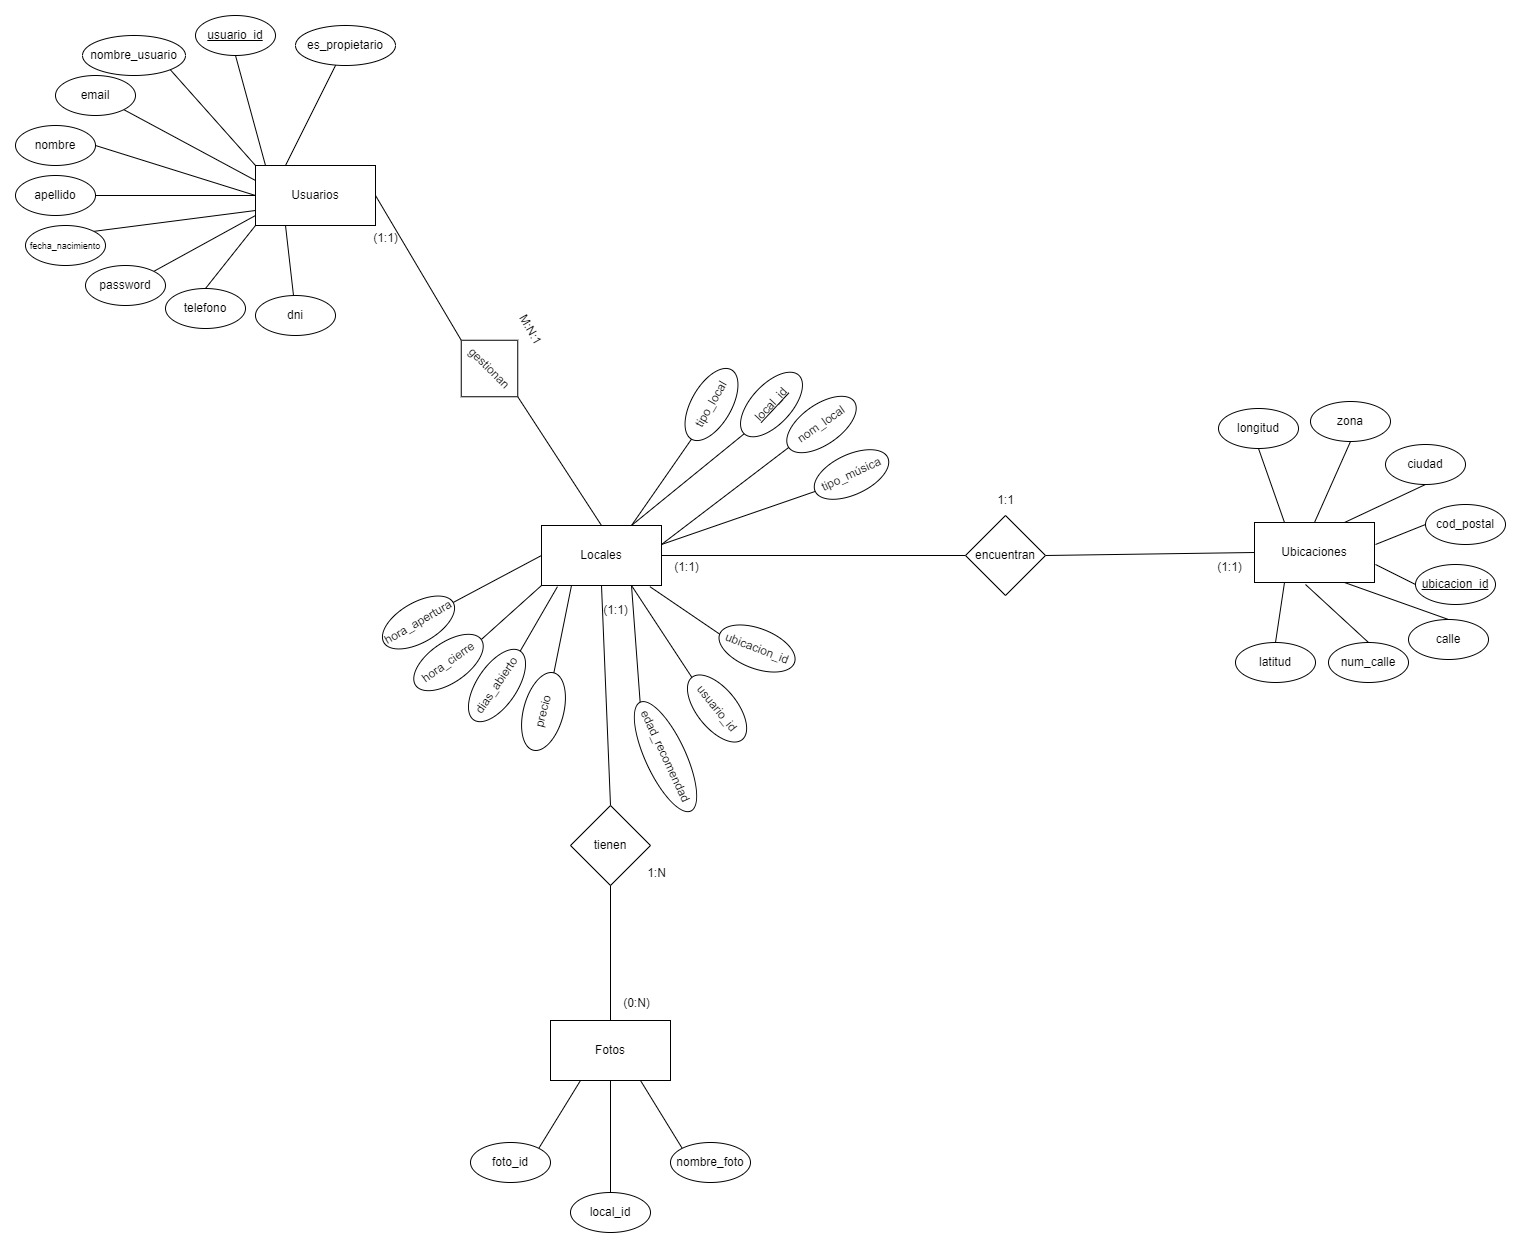 usuario_id
es_propietario
nombre_usuario
email
nombre
apellido
Usuarios
fecha_nacimiento
(1:1)
password
telefono
dni
M:N:1
gestionan
tipo_local
local_id
nom_local
tipo_música
longitud
zona
ciudad
1:1
cod_postal
Locales
encuentran
Ubicaciones
(1:1)
(1:1)
ubicacion_id
(1:1)
hora_apertura
hora_cierre
dias_abierto
precio
edad_recomendad
usuario_id
ubicacion_id
calle
latitud
num_calle
tienen
1:N
(0:N)
Fotos
foto_id
nombre_foto
local_id